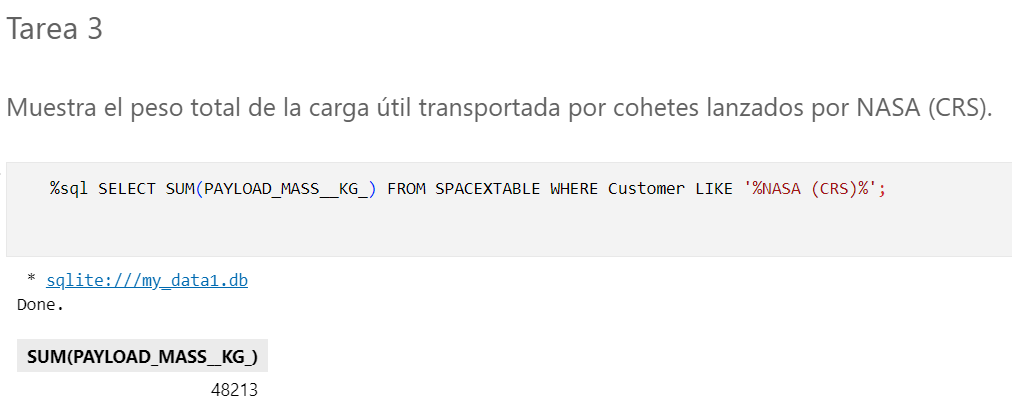 Tarea 3
Muestra el peso total de la carga útil transportada por cohetes lanzados por NASA (CRS).
%sql SELECT SUM(PAYLOAD_MASS__KG_) FROM SPACEXTABLE WHERE Customer LIKE '%NASA (CRS)%';
* sqlite:///my_data1.db
Done.
SUM(PAYLOAD_MASS__KG_)
48213